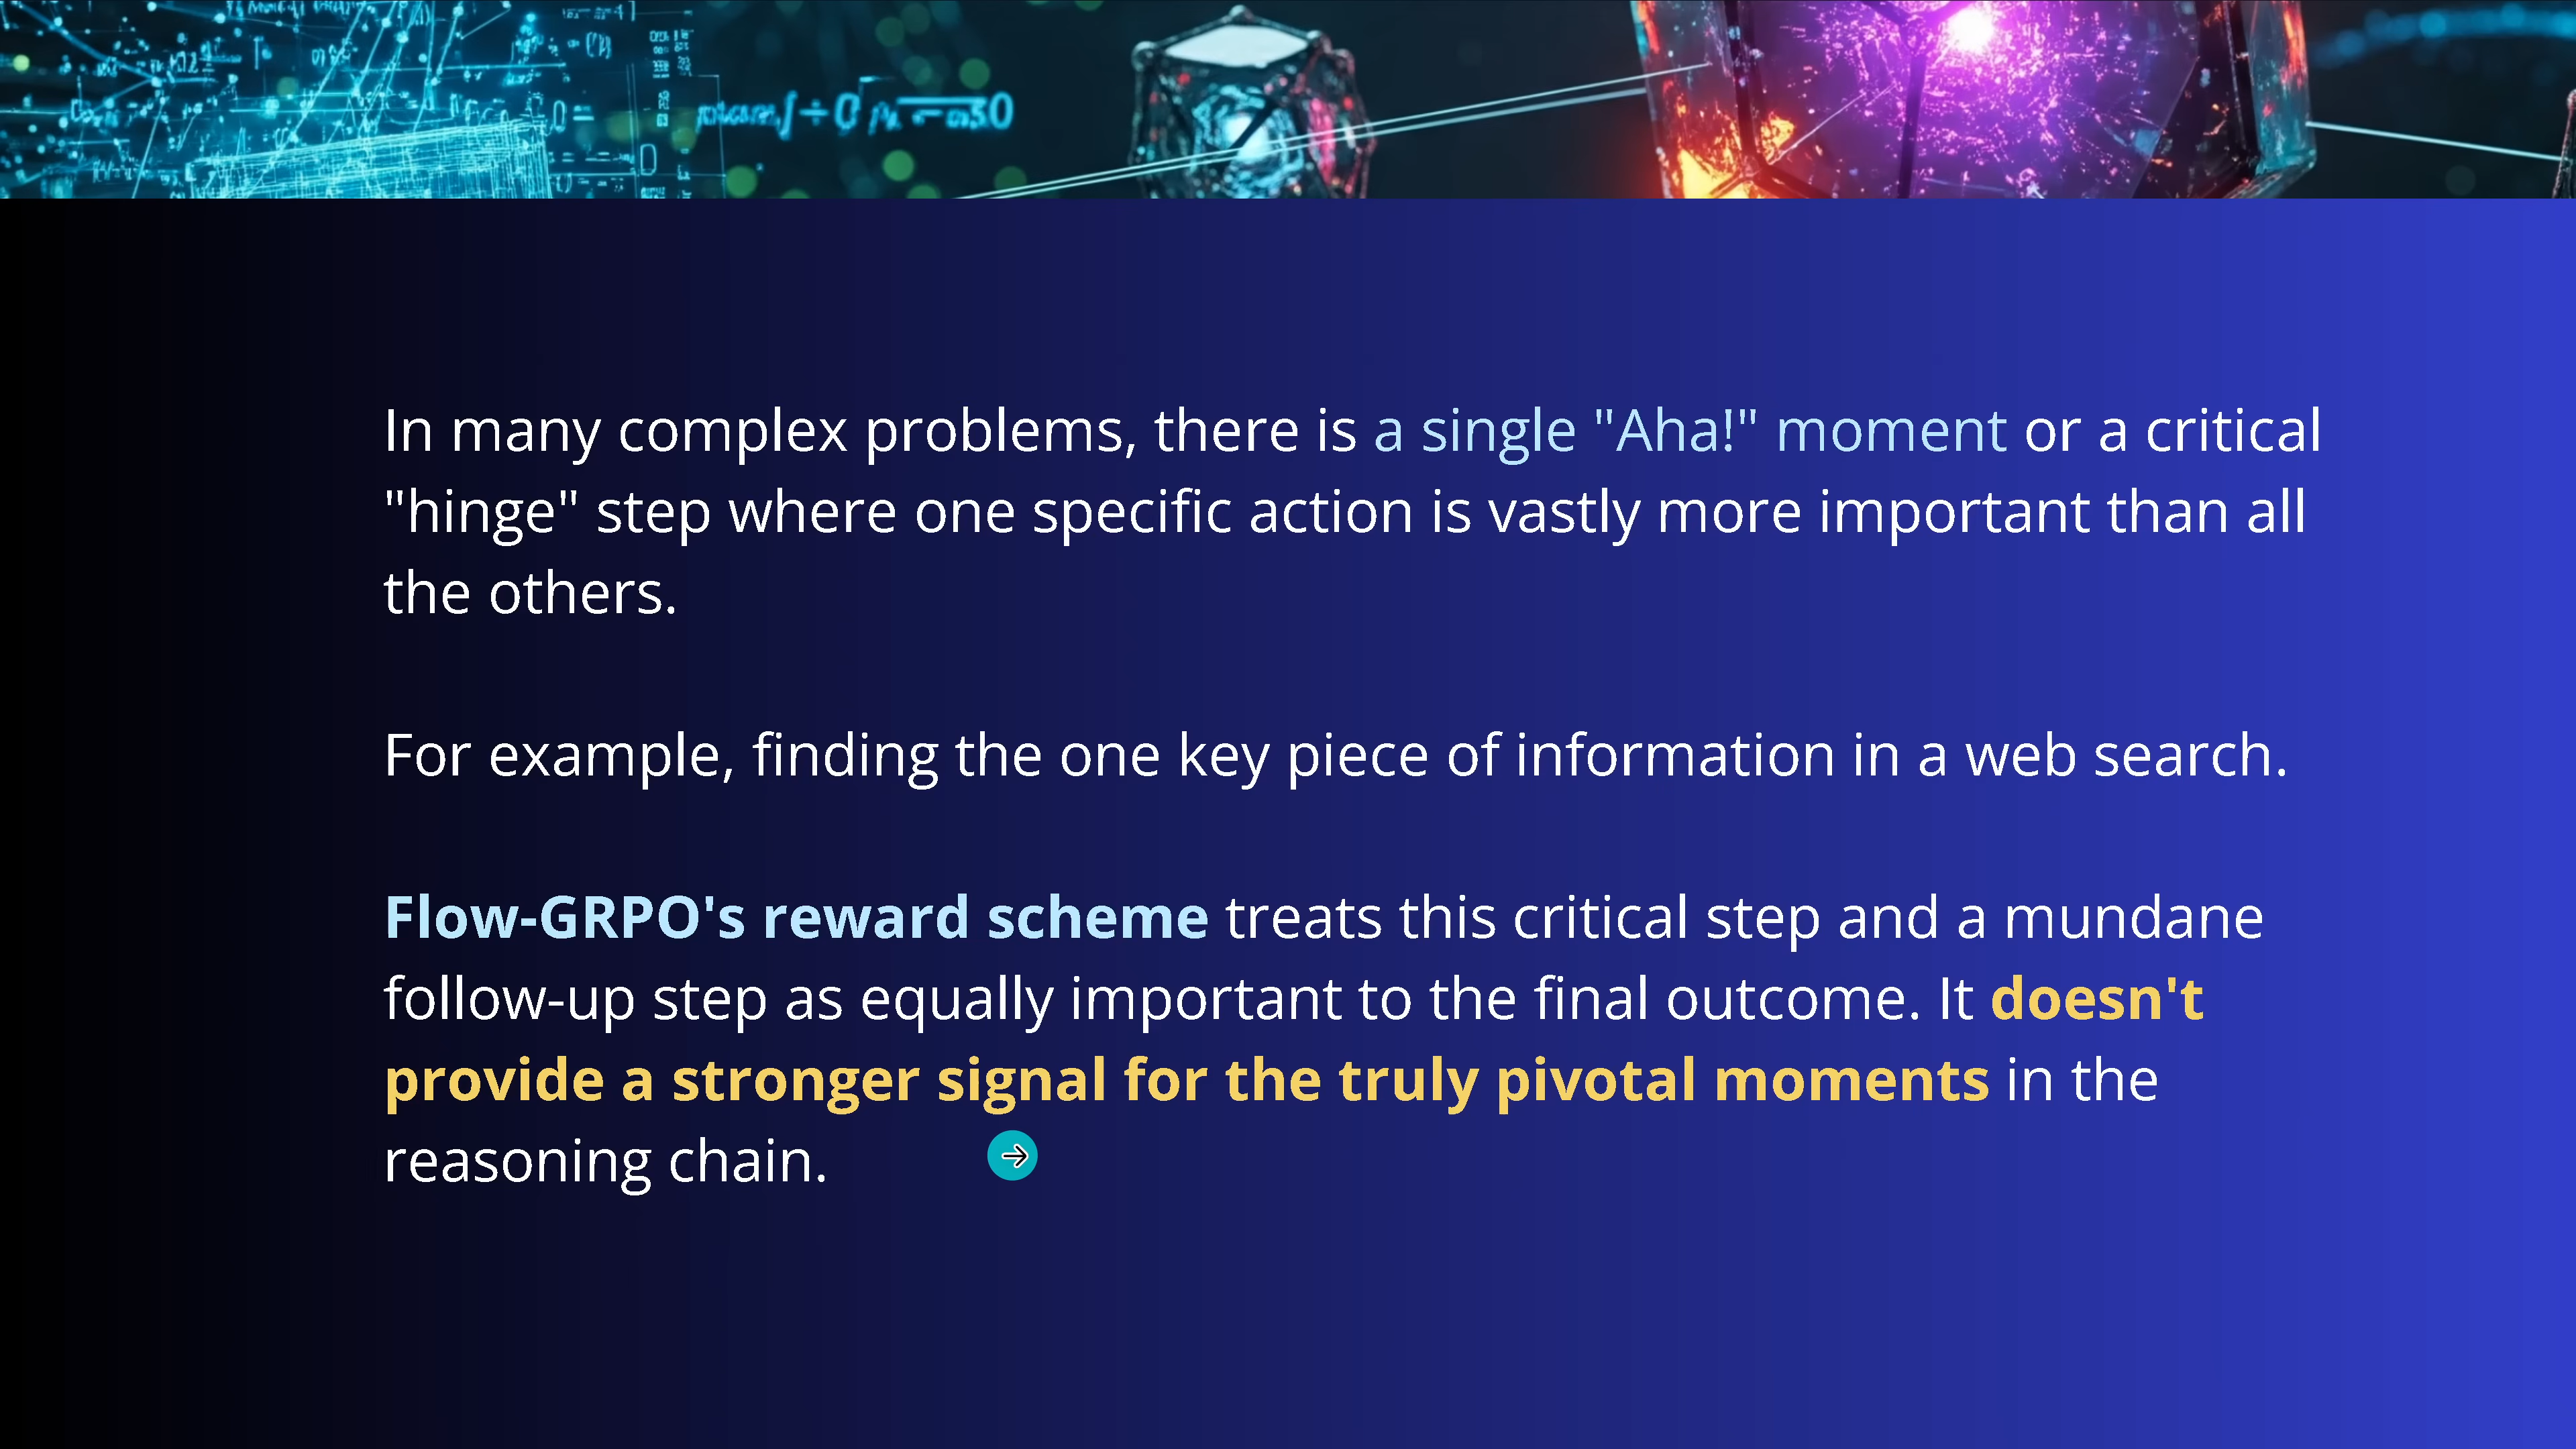 In many complex problems, there is a single "Aha!" moment or a critical
"hinge" step where one specific action is vastly more important than all
the others.
For example, finding the one key piece of information in a web search.
Flow-GRPO's reward scheme treats this critical step and a mundane
follow-up step as equally important to the final outcome. It doesn't
provide a stronger signal for the truly pivotal moments in the
reasoning chain.